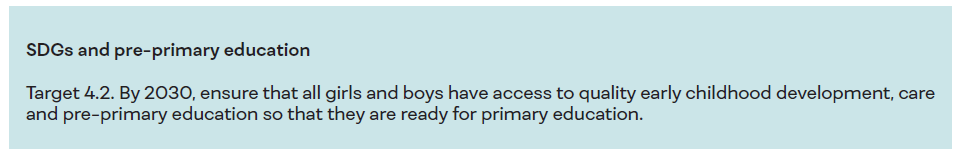 SDGs and pre-primary education
Target 4.2. By 2030, ensure that all girls and boys have access to quality early childhood development, care
and pre-primary education so that they are ready for primary education.